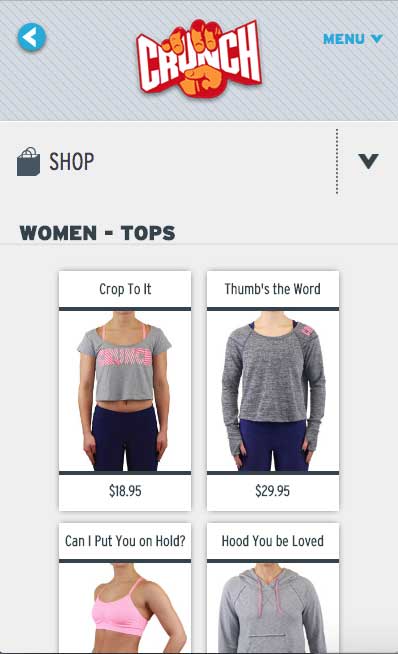 CRUNCH
MENU
SHOP
WOMEN - TOPS
Crop To It
Thumb's the Word
CRUNCH
$18.95
$29.95
Can I Put You on Hold?
Hood You be Loved